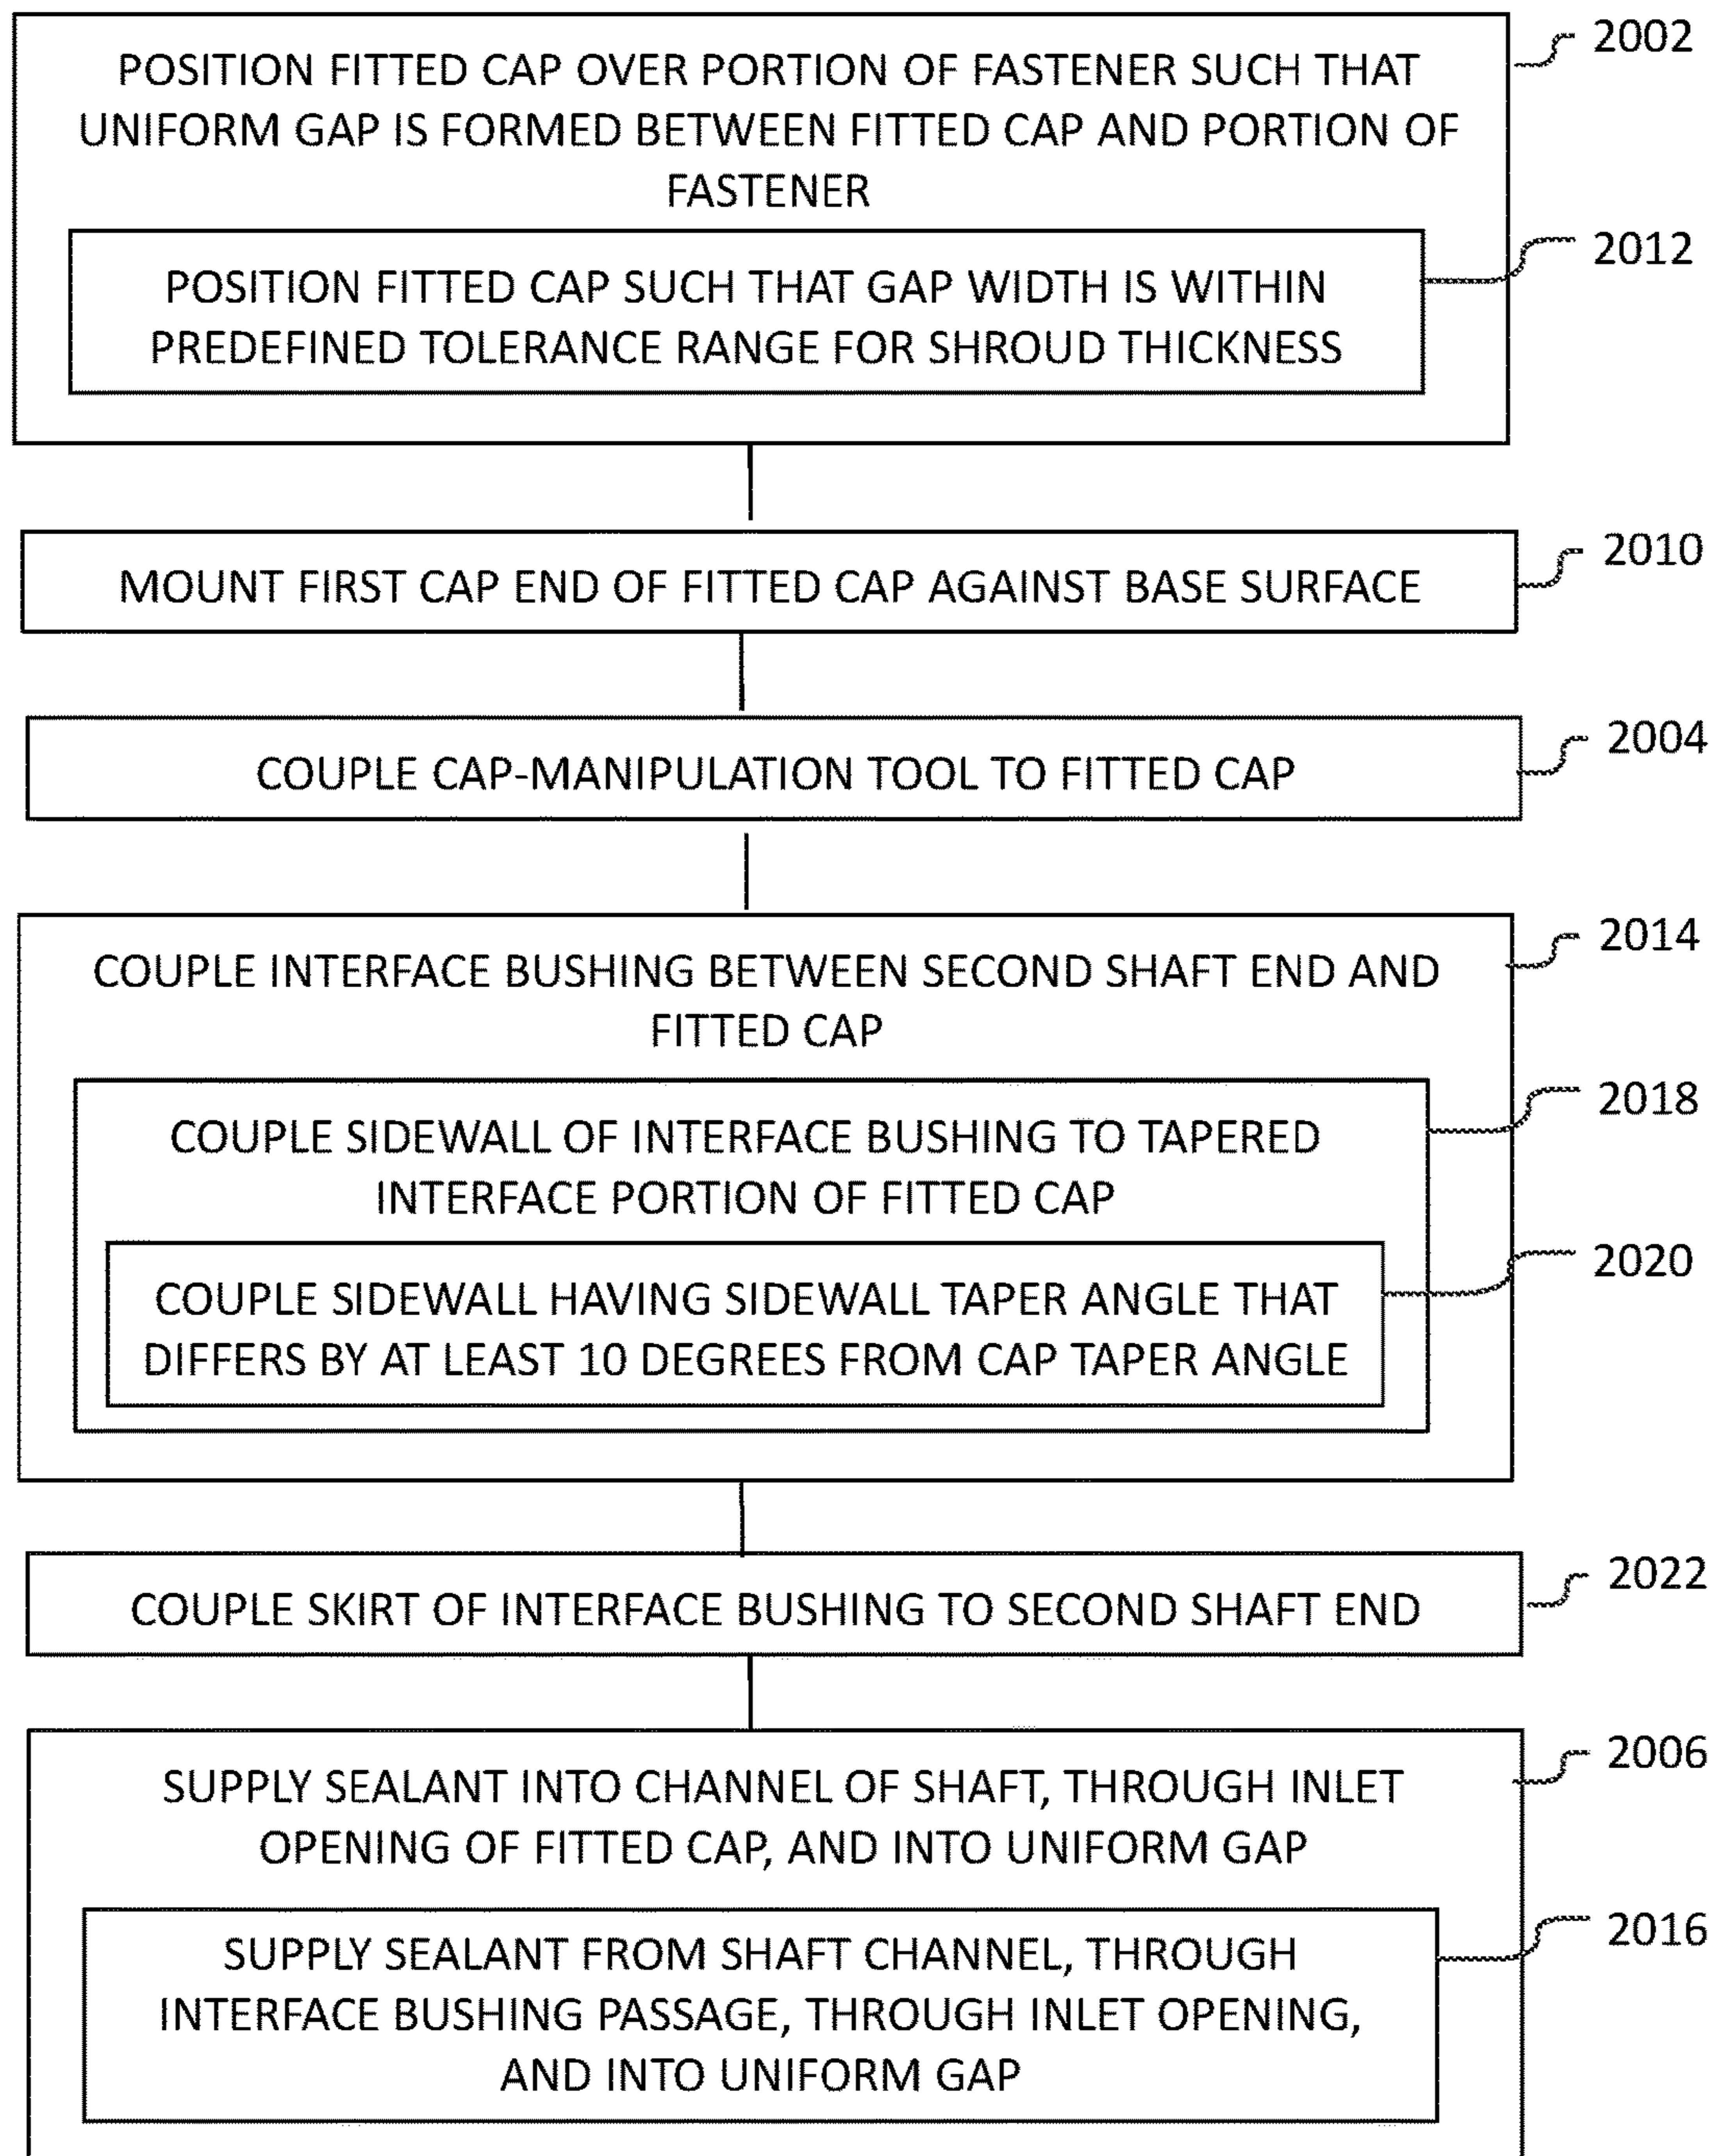 2002
POSITION FITTED CAP OVER PORTION OF FASTENER SUCH THAT
UNIFORM GAP IS FORMED BETWEEN FITTED CAP AND PORTION OF
FASTENER
2012
POSITION FITTED CAP SUCH THAT GAP WIDTH IS WITHIN
PREDEFINED TOLERANCE RANGE FOR SHROUD THICKNESS
2010
MOUNT FIRST CAP END OF FITTED CAP AGAINST BASE SURFACE
2004
COUPLE CAP-MANIPULATION TOOL TO FITTED CAP
2014
COUPLE INTERFACE BUSHING BETWEEN SECOND SHAFT END AND
FITTED CAP
2018
COUPLE SIDEWALL OF INTERFACE BUSHING TO TAPERED
INTERFACE PORTION OF FITTED CAP
2020
COUPLE SIDEWALL HAVING SIDEWALL TAPER ANGLE THAT
DIFFERS BY AT LEAST 10 DEGREES FROM CAP TAPER ANGLE
2022
COUPLE SKIRT OF INTERFACE BUSHING TO SECOND SHAFT END
2006
SUPPLY SEALANT INTO CHANNEL OF SHAFT, THROUGH INLET
OPENING OF FITTED CAP, AND INTO UNIFORM GAP
2016
SUPPLY SEALANT FROM SHAFT CHANNEL, THROUGH
INTERFACE BUSHING PASSAGE, THROUGH INLET OPENING,
AND INTO UNIFORM GAP